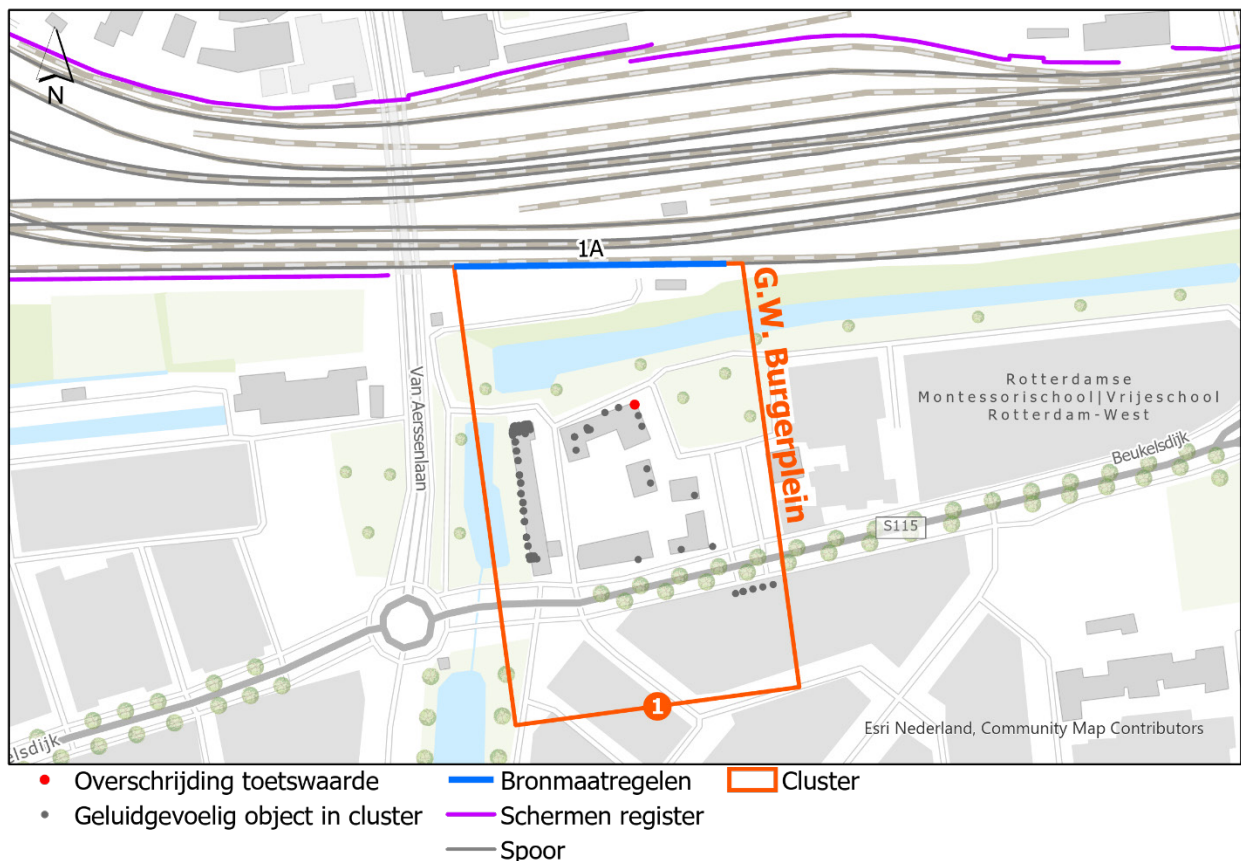 N
1A
G.W. Burgerplein
Van Aerssenlaan
Rotterdamse
Montessorischool|Vrijeschool
Rotterdam-West
Beukelsdijk
S115
elsdijk
1
Esri Nederland, Community Map Contributors
Overschrijding toetswaarde
Geluidgevoelig object in cluster
Bronmaatregelen
Schermen register
Spoor
Cluster